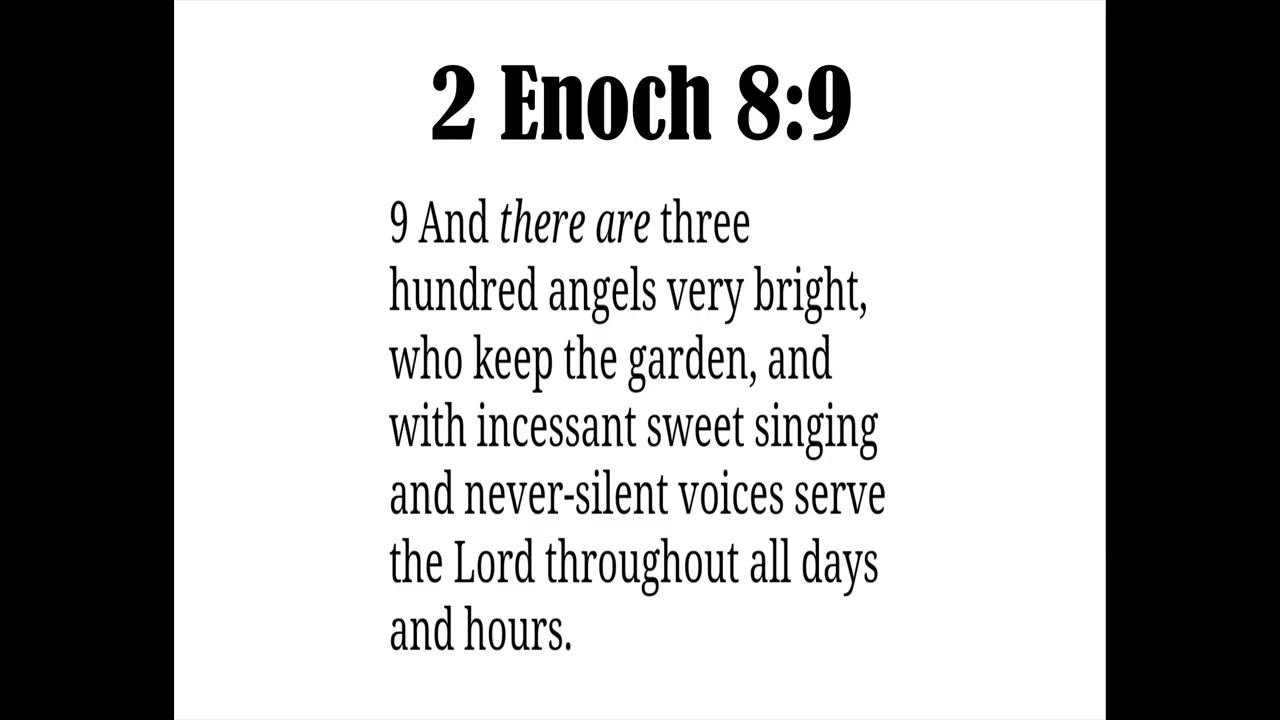 2 Enoch 8:9
9 And there are three
hundred angels very bright,
who keep the garden, and
with incessant sweet singing
and never-silent voices serve
the Lord throughout all days
and hours.